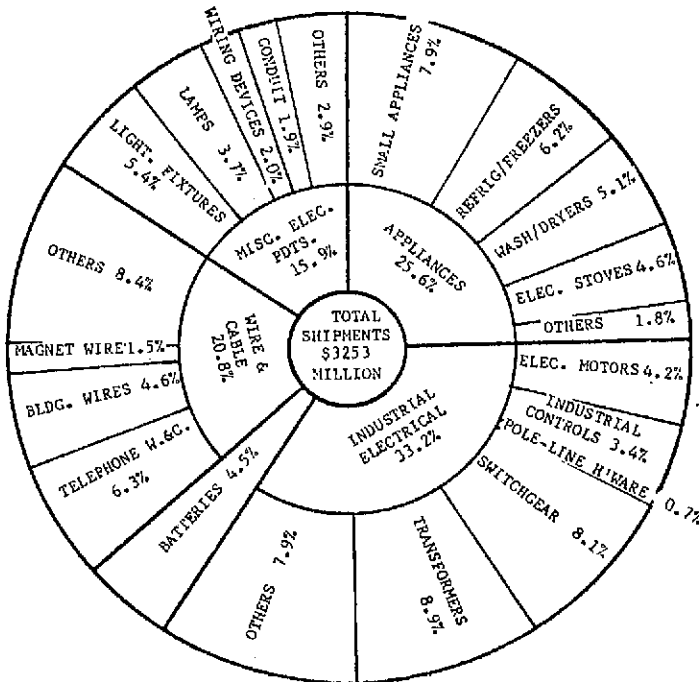 TOTAL
SHIPMENTS
$3253
MILLION
APPLIANCES
25.6%
SMALL APPLIANCES
7.9%
REFRIG/FREEZERS
6.2%
WASH/DRYERS 5.1%
ELEC. STOVES 4.6%
OTHERS 1.8%
INDUSTRIAL
ELECTRICAL
33.2%
ELEC. MOTORS 4.2%
INDUSTRIAL
CONTROLS 3.4%
POLE-LINE H'WARE 0.7%
SWITCHGEAR
8.1%
TRANSFORMERS
8.9%
OTHERS 7.9%
BATTERIES 4.5%
WIRE &
CABLE
20.8%
TELEPHONE W.&C.
6.3%
BLDG. WIRES 4.6%
MAGNET WIRE 1.5%
OTHERS 8.4%
MISC. ELEC.
PDTS.
15.9%
LIGHT. FIXTURES
5.4%
LAMPS 3.7%
WIRING DEVICES 2.0%
CONDUIT 1.9%
OTHERS 2.9%